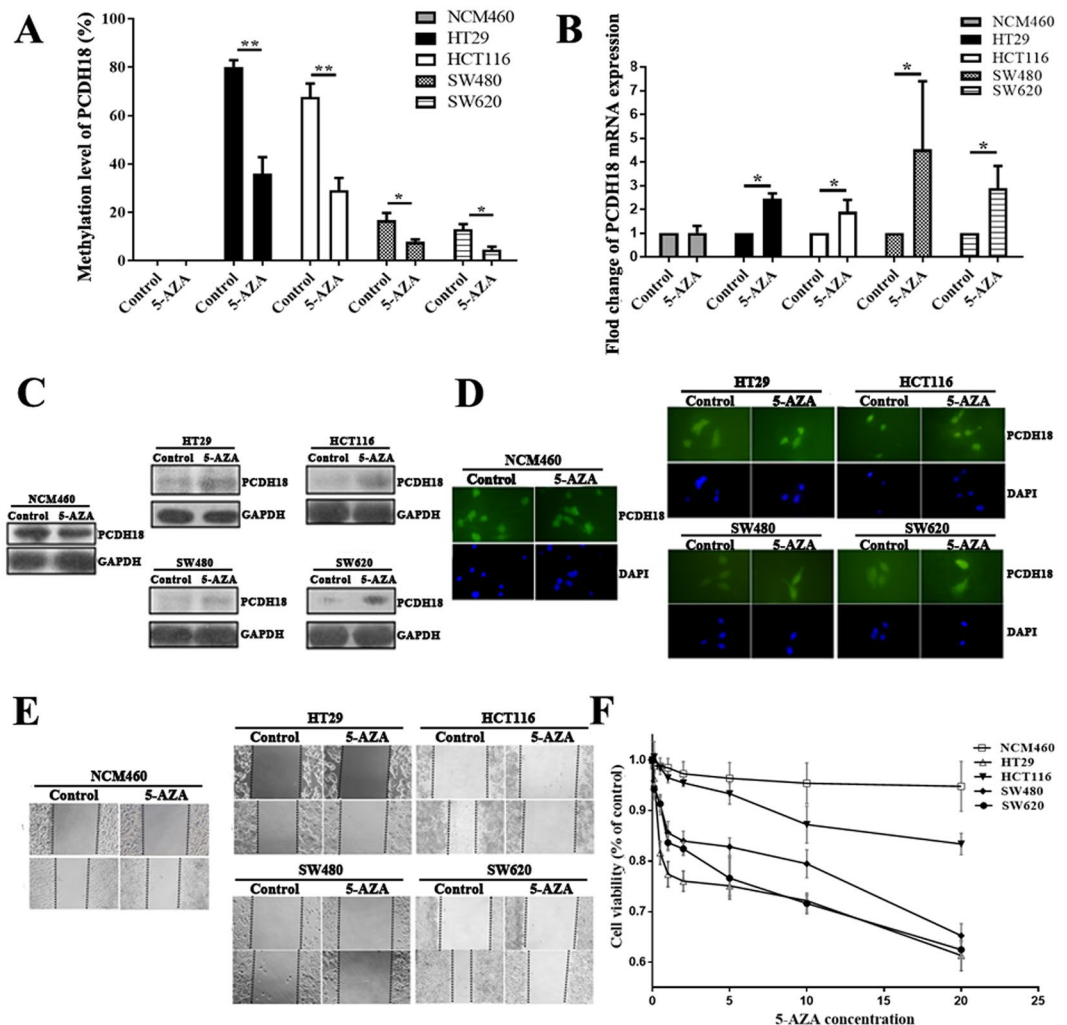 A
Methylation level of PCDH18 (%)
100
80
60
40
20
0
**
**
*
*
NCM460
HT29
HCT116
SW480
SW620
Control
5-AZA
Control
5-AZA
Control
5-AZA
Control
5-AZA
Control
5-AZA
B
Flod change of PCDH18 mRNA expression
8
7
6
5
4
3
2
1
0
*
*
*
*
NCM460
HT29
HCT116
SW480
SW620
Control
5-AZA
Control
5-AZA
Control
5-AZA
Control
5-AZA
Control
5-AZA
C
NCM460
Control 5-AZA
PCDH18
GAPDH
HT29
Control 5-AZA
PCDH18
GAPDH
HCT116
Control 5-AZA
PCDH18
GAPDH
SW480
Control 5-AZA
PCDH18
GAPDH
SW620
Control 5-AZA
PCDH18
GAPDH
D
NCM460
Control 5-AZA
PCDH18
DAPI
HT29 HCT116
Control 5-AZA Control 5-AZA
PCDH18
DAPI
SW480 SW620
Control 5-AZA Control 5-AZA
PCDH18
DAPI
E
NCM460
Control 5-AZA
HT29 HCT116
Control 5-AZA Control 5-AZA
SW480 SW620
Control 5-AZA Control 5-AZA
F
Cell viability (% of control)
1.0
0.9
0.8
0.7
0.6
0 5 10 15 20 25
5-AZA concentration
NCM460
HT29
HCT116
SW480
SW620